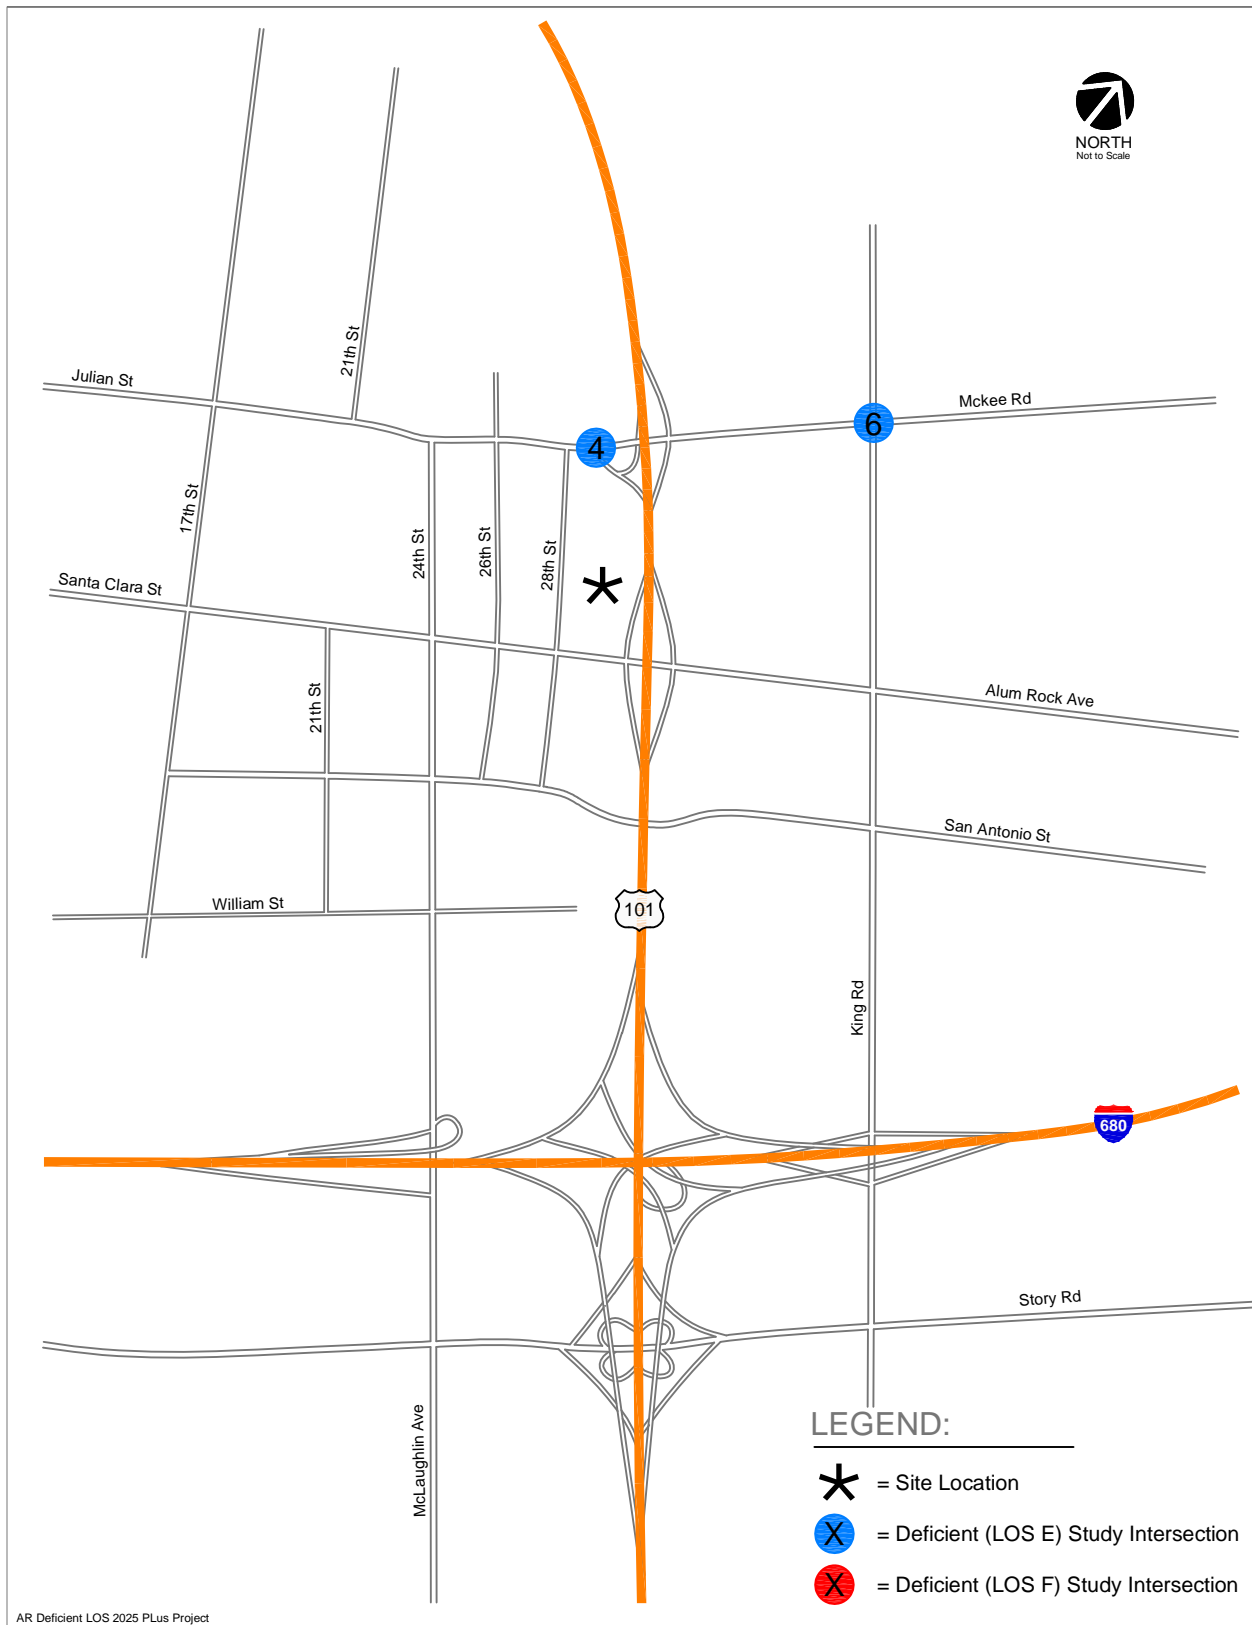 NORTH
Not to Scale
21th St
Julian St
Mckee Rd
4
6
17th St
24th St
26th St
28th St
Santa Clara St
21th St
Alum Rock Ave
San Antonio St
William St
101
King Rd
680
Story Rd
McLaughlin Ave
LEGEND:
= Site Location
X = Deficient (LOS E) Study Intersection
X = Deficient (LOS F) Study Intersection
AR Deficient LOS 2025 PLus Project